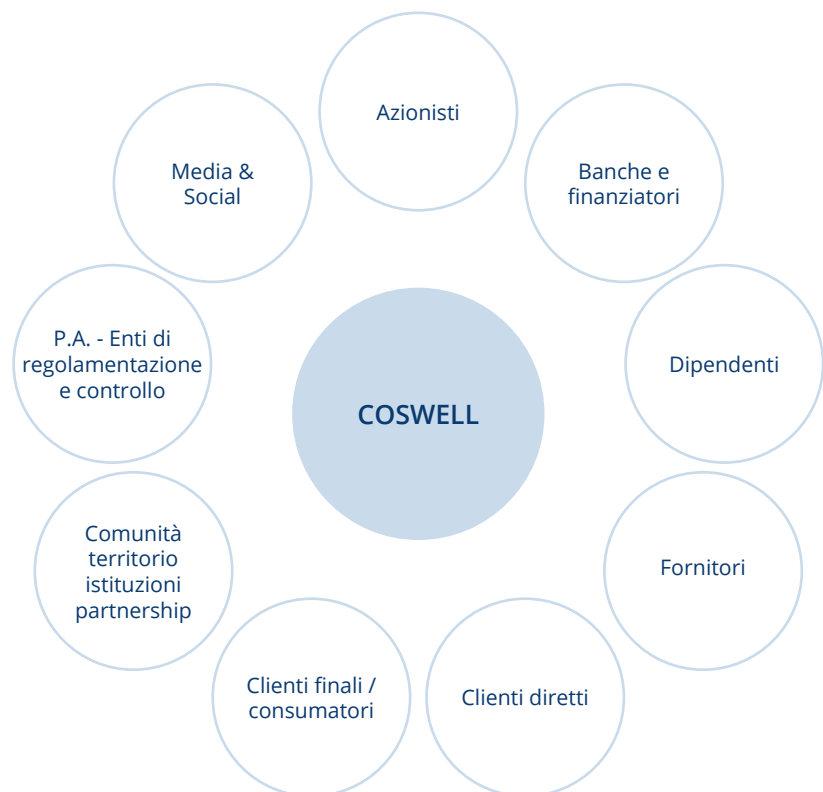 Azionisti
Media &
Social
Banche e
finanziatori
P.A. - Enti di
regolamentazione
e controllo
Dipendenti
COSWELL
Comunità
territorio
istituzioni
partnership
Fornitori
Clienti finali /
consumatori
Clienti diretti